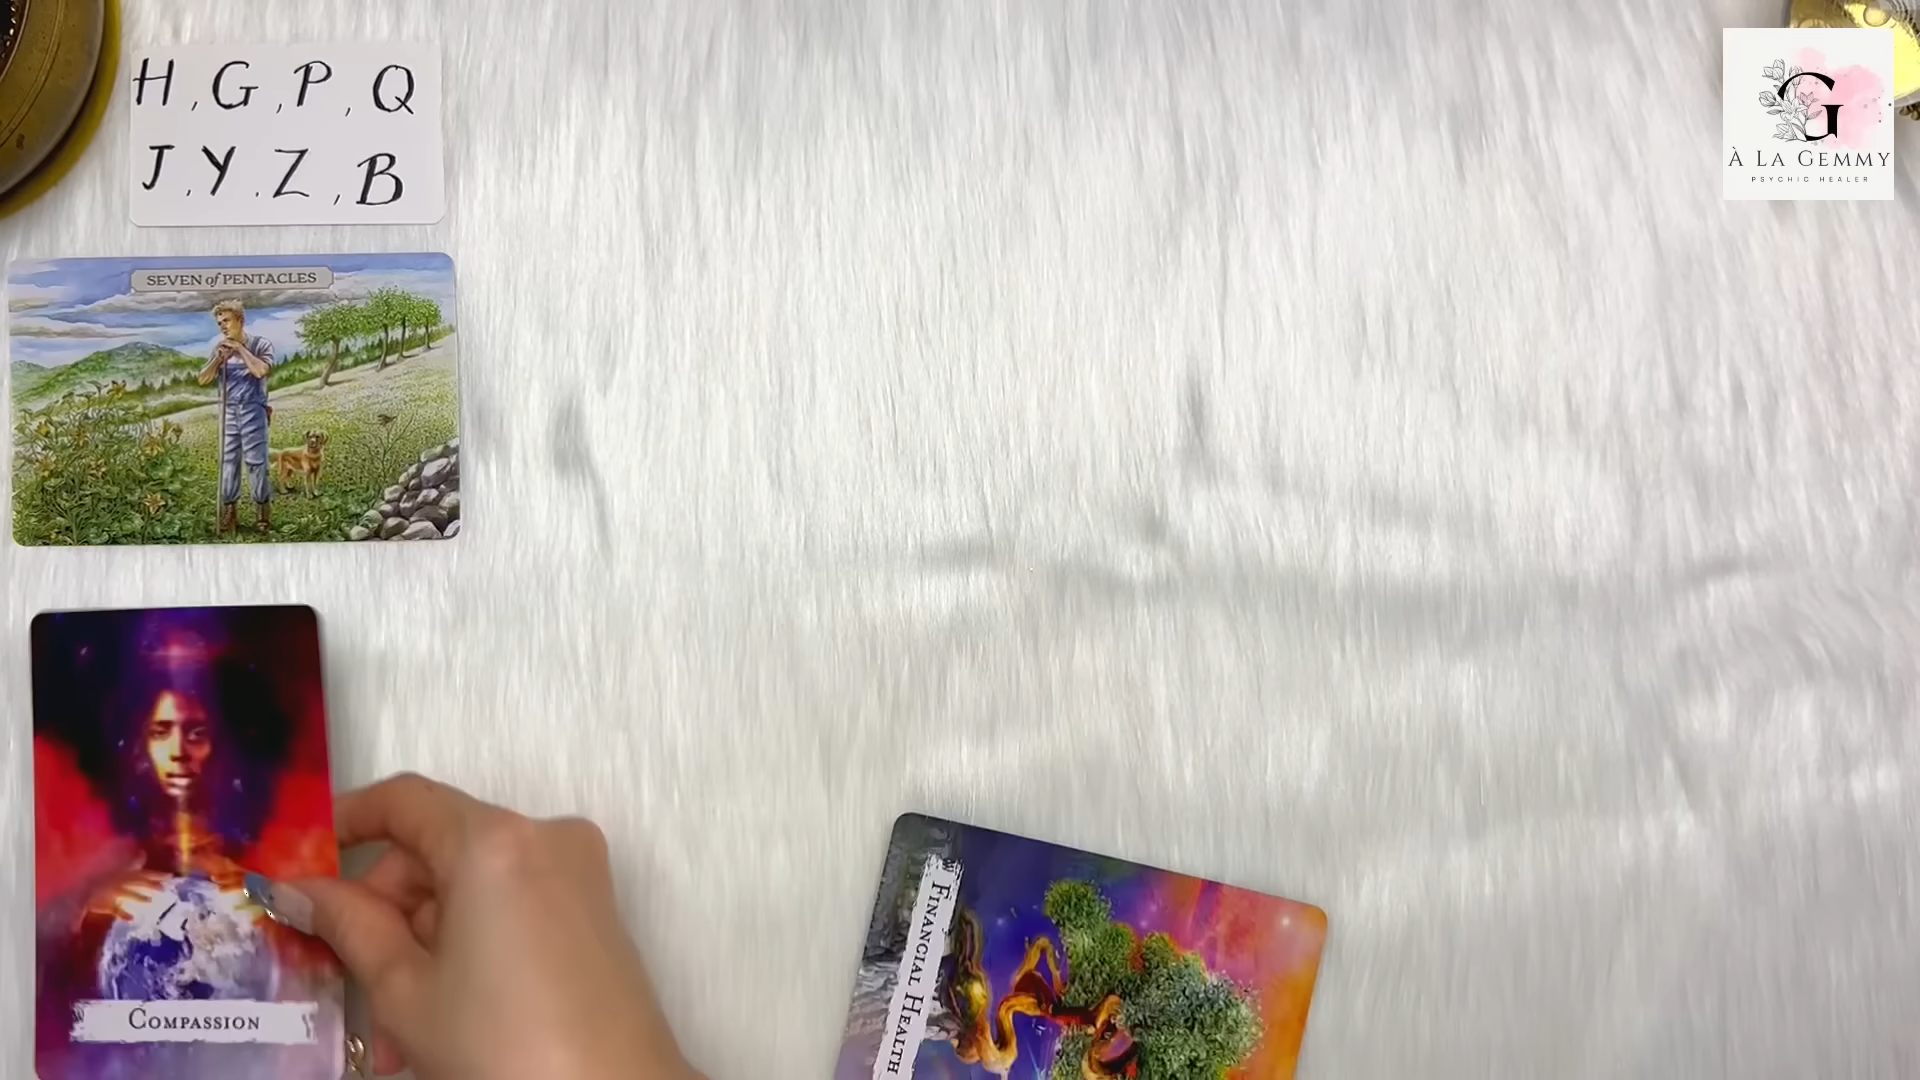 H, G, P, Q
J, Y, Z, B
SEVEN of PENTACLES
COMPASSION
FINANCIAL HEALTH
G
À LA GEMMY
PSYCHIC HEALER